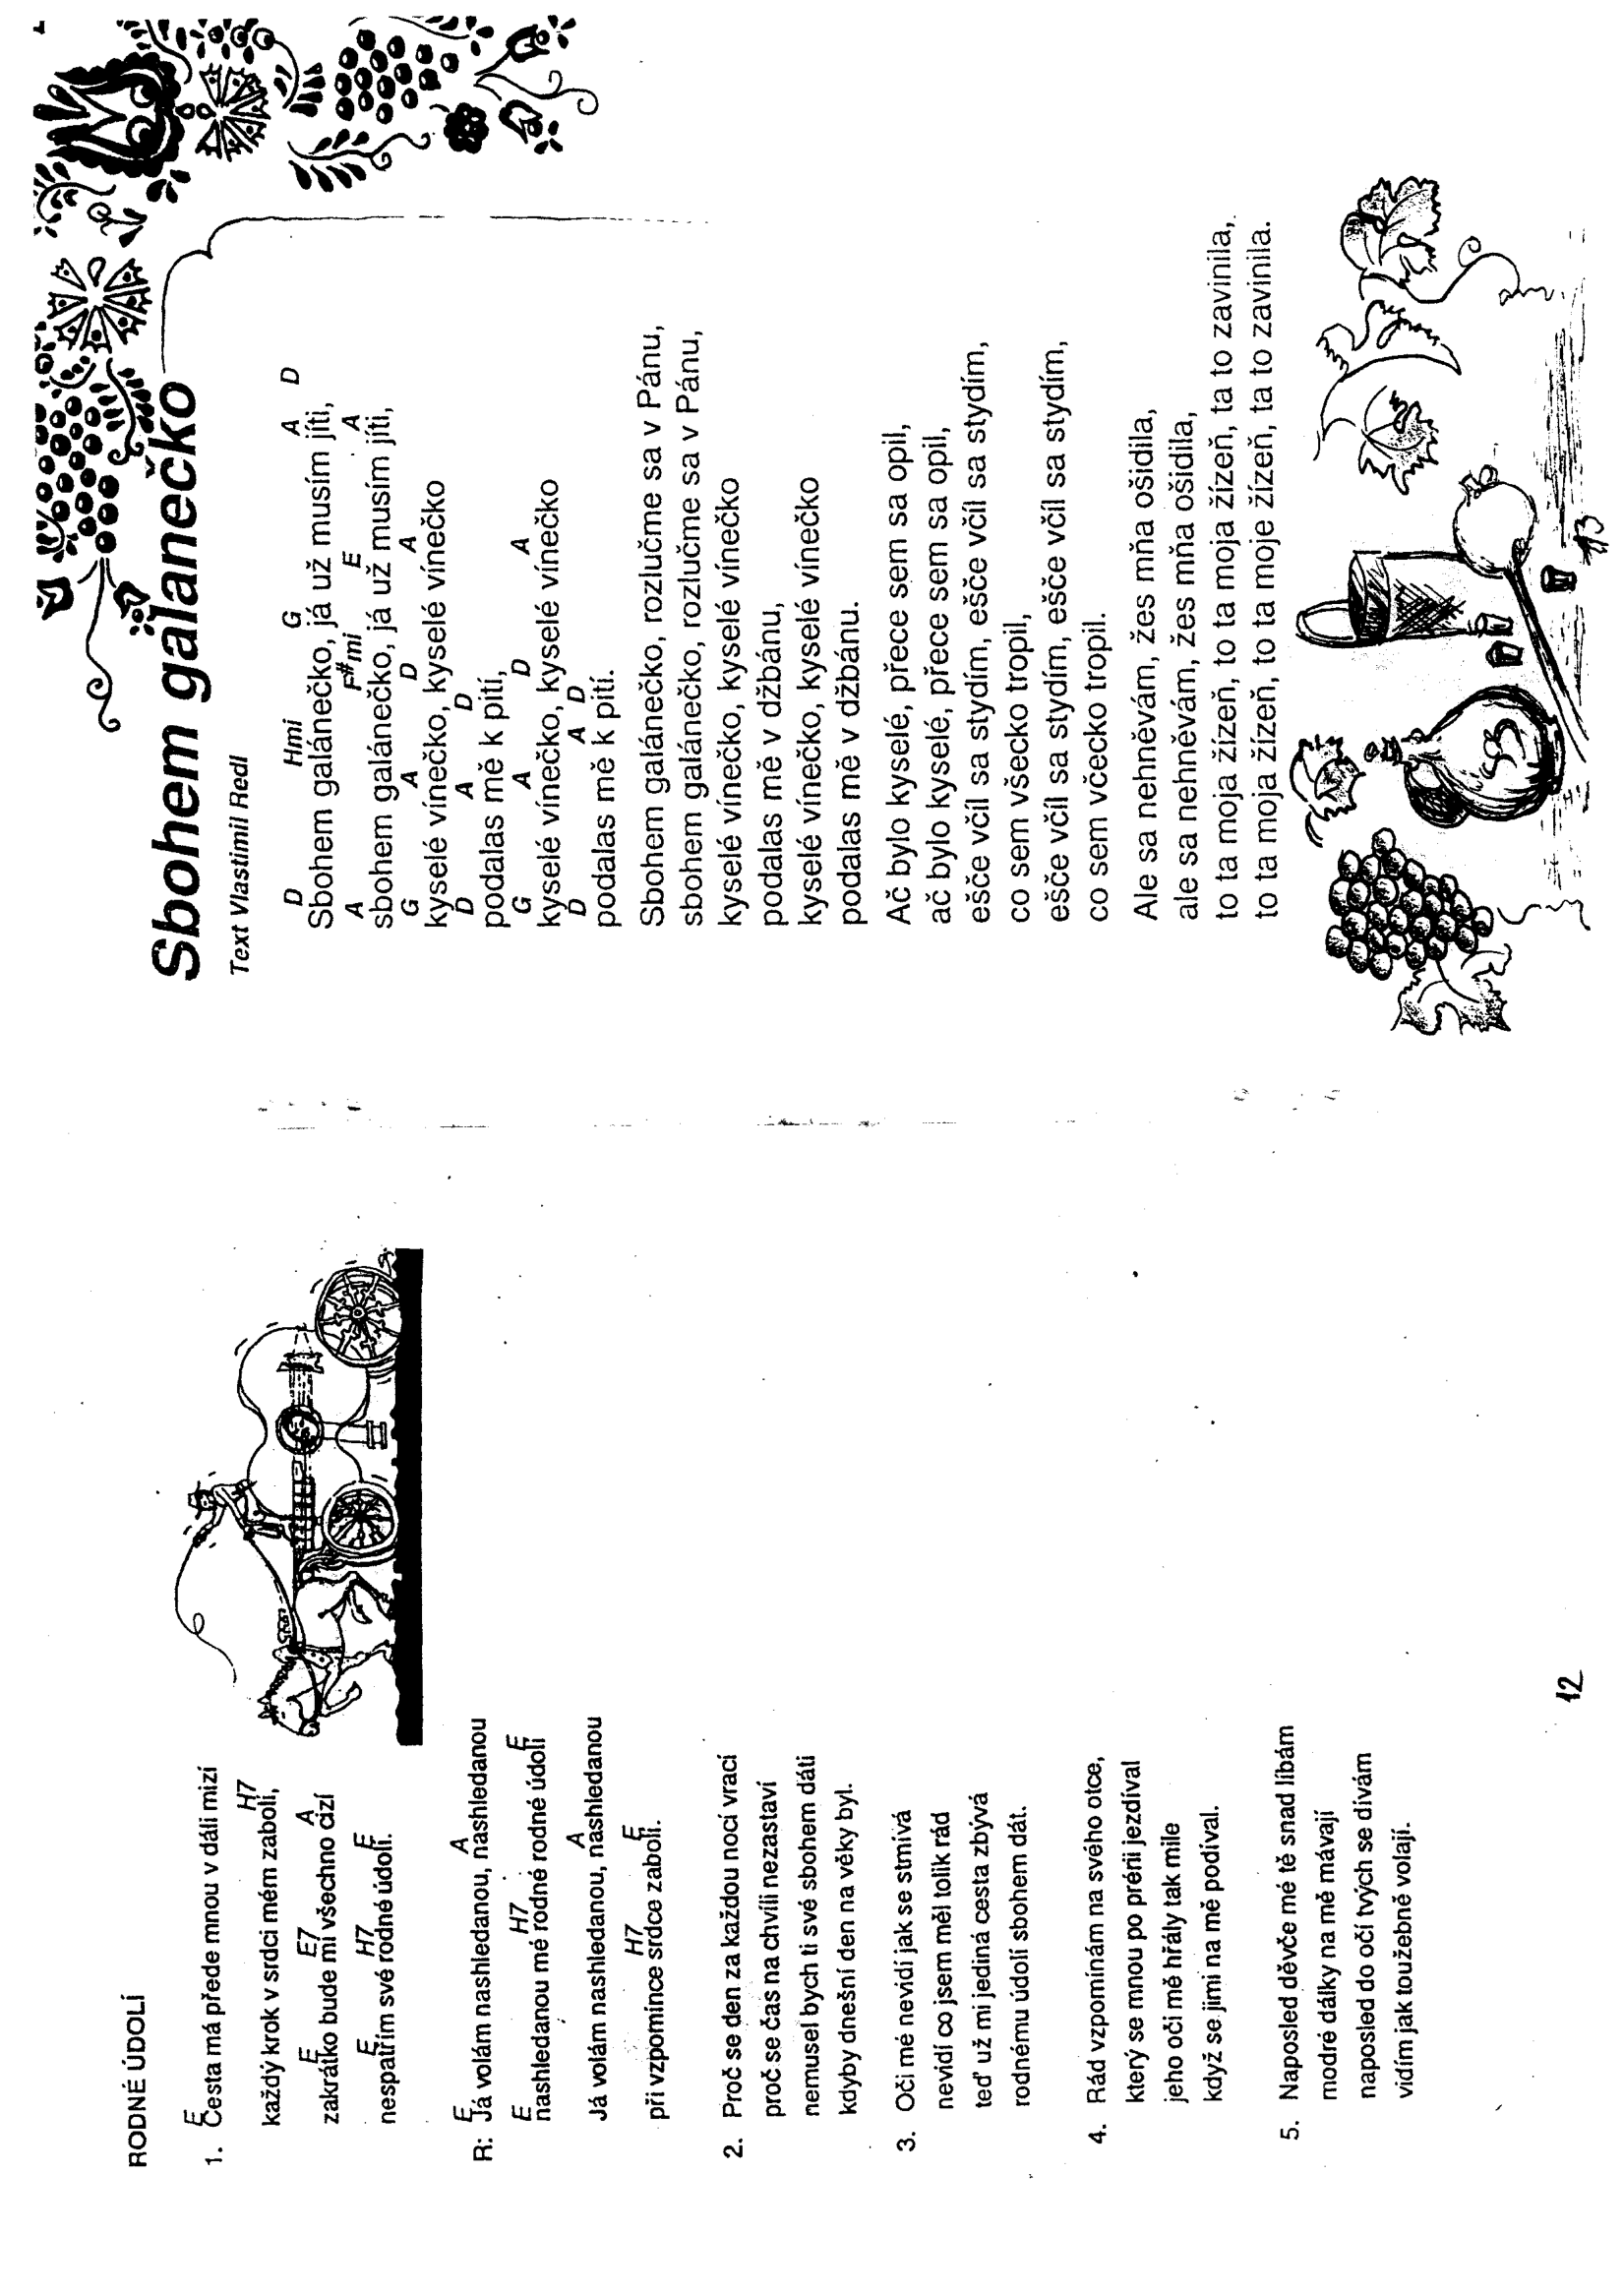 RODNÉ ÚDOLÍ
E
1. Cesta má přede mnou v dáli mizí
H7
každý krok v srdci mém zabolí,
E E7 A
zakrátko bude mi všechno cizí
E H7 E
nespatřím své rodné údolí.
E A
R: Já volám nashledanou, nashledanou
E H7 E
nashledanou mé rodné rodné údolí
A
Já volám nashledanou, nashledanou
H7 E
při vzpomínce srdce zabolí.
2. Proč se den za každou nocí vrací
proč se čas na chvíli nezastaví
nemusel bych ti své sbohem dáti
kdyby dnešní den na věky byl.
3. Oči mé nevidí jak se stmívá
nevidí co jsem měl tolik rád
teď už mi jediná cesta zbývá
rodnému údolí sbohem dát.
4. Rád vzpomínám na svého otce,
který se mnou po prérii jezdíval
jeho oči mě hřály tak mile
když se jimi na mě podíval.
5. Naposled děvče mé tě snad líbám
modré dálky na mě mávají
naposled do očí tvých se dívám
vidím jak toužebně volají.
12
Sbohem galanečko
Text Vlastimil Redl
D Hmi G A D
Sbohem galánečko, já už musím jíti,
A F#mi E A
sbohem galánečko, já už musím jíti,
G A D A
kyselé vínečko, kyselé vínečko
D A D
podalas mě k pití,
G A D A
kyselé vínečko, kyselé vínečko
D A D
podalas mě k pití.
Sbohem galánečko, rozlučme sa v Pánu,
sbohem galánečko, rozlučme sa v Pánu,
kyselé vínečko, kyselé vínečko
podalas mě v džbánu,
kyselé vínečko, kyselé vínečko
podalas mě v džbánu.
Ač bylo kyselé, přece sem sa opil,
ač bylo kyselé, přece sem sa opil,
ešče včíl sa stydím, ešče včíl sa stydím,
co sem všecko tropil,
ešče včíl sa stydím, ešče včíl sa stydím,
co sem včecko tropil.
Ale sa nehněvám, žes mňa ošidila,
ale sa nehněvám, žes mňa ošidila,
to ta moja žízeň, to ta moja žízeň, ta to zavinila,
to ta moja žízeň, to ta moje žízeň, ta to zavinila.
13